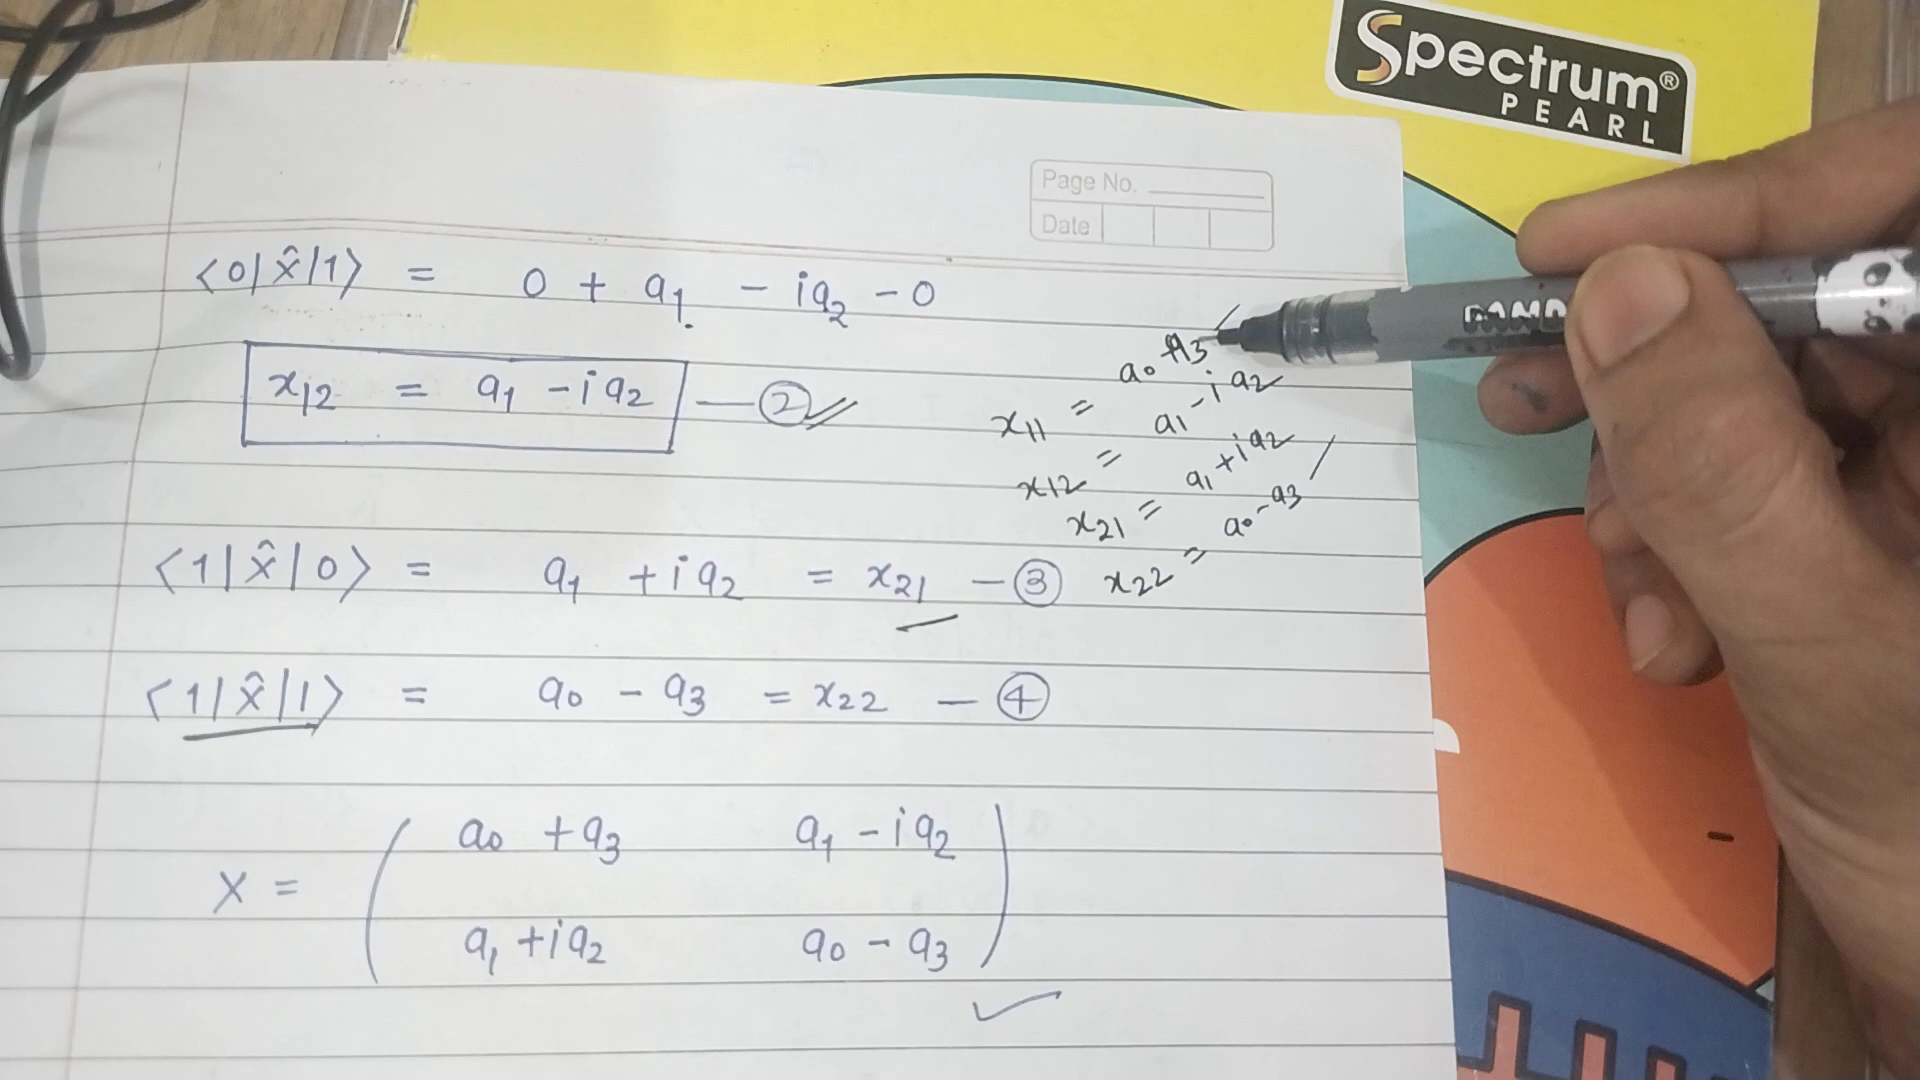 Spectrum®
PEARL
Page No.
Date
⟨0|x̂|1⟩ = 0 + a₁ - ia₂ - 0
x₁₂ = a₁ - ia₂ — ②
x₁₁ = a₀ + a₃
x₁₂ = a₁ - ia₂
x₂₁ = a₁ + ia₂
x₂₂ = a₀ - a₃
⟨1|x̂|0⟩ = a₁ + ia₂ = x₂₁ — ③
⟨1|x̂|1⟩ = a₀ - a₃ = x₂₂ — ④
X = ( a₀ + a₃ a₁ - ia₂
a₁ + ia₂ a₀ - a₃ )